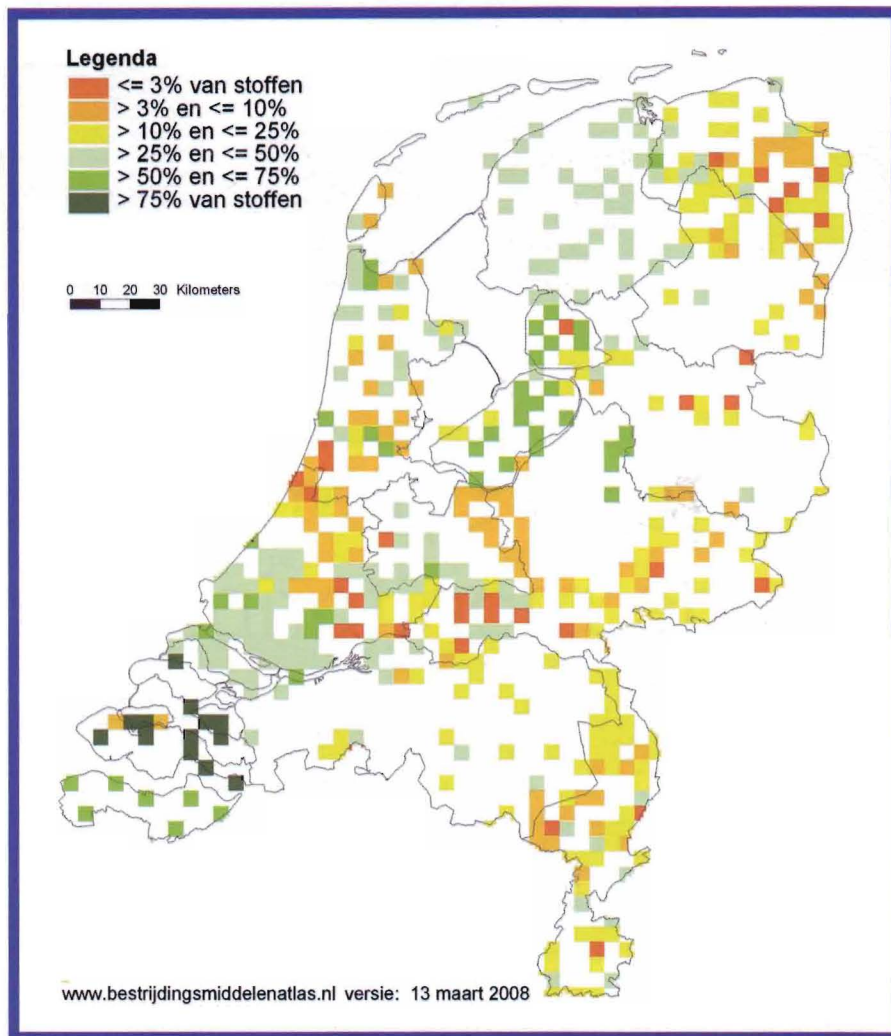 Legenda
<= 3% van stoffen
> 3% en <= 10%
> 10% en <= 25%
> 25% en <= 50%
> 50% en <= 75%
> 75% van stoffen
0 10 20 30 Kilometers
www.bestrijdingsmiddelenatlas.nl versie: 13 maart 2008